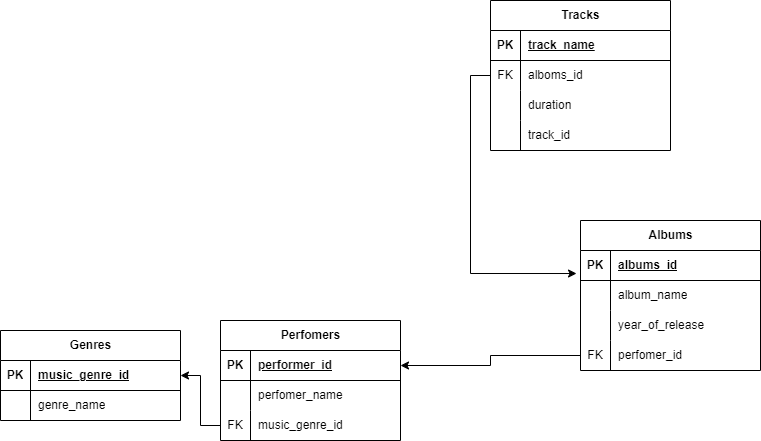 Tracks
PK track_name
FK alboms_id
duration
track_id
Albums
PK albums_id
album_name
year_of_release
FK perfomer_id
Perfomers
PK performer_id
perfomer_name
FK music_genre_id
Genres
PK music_genre_id
genre_name